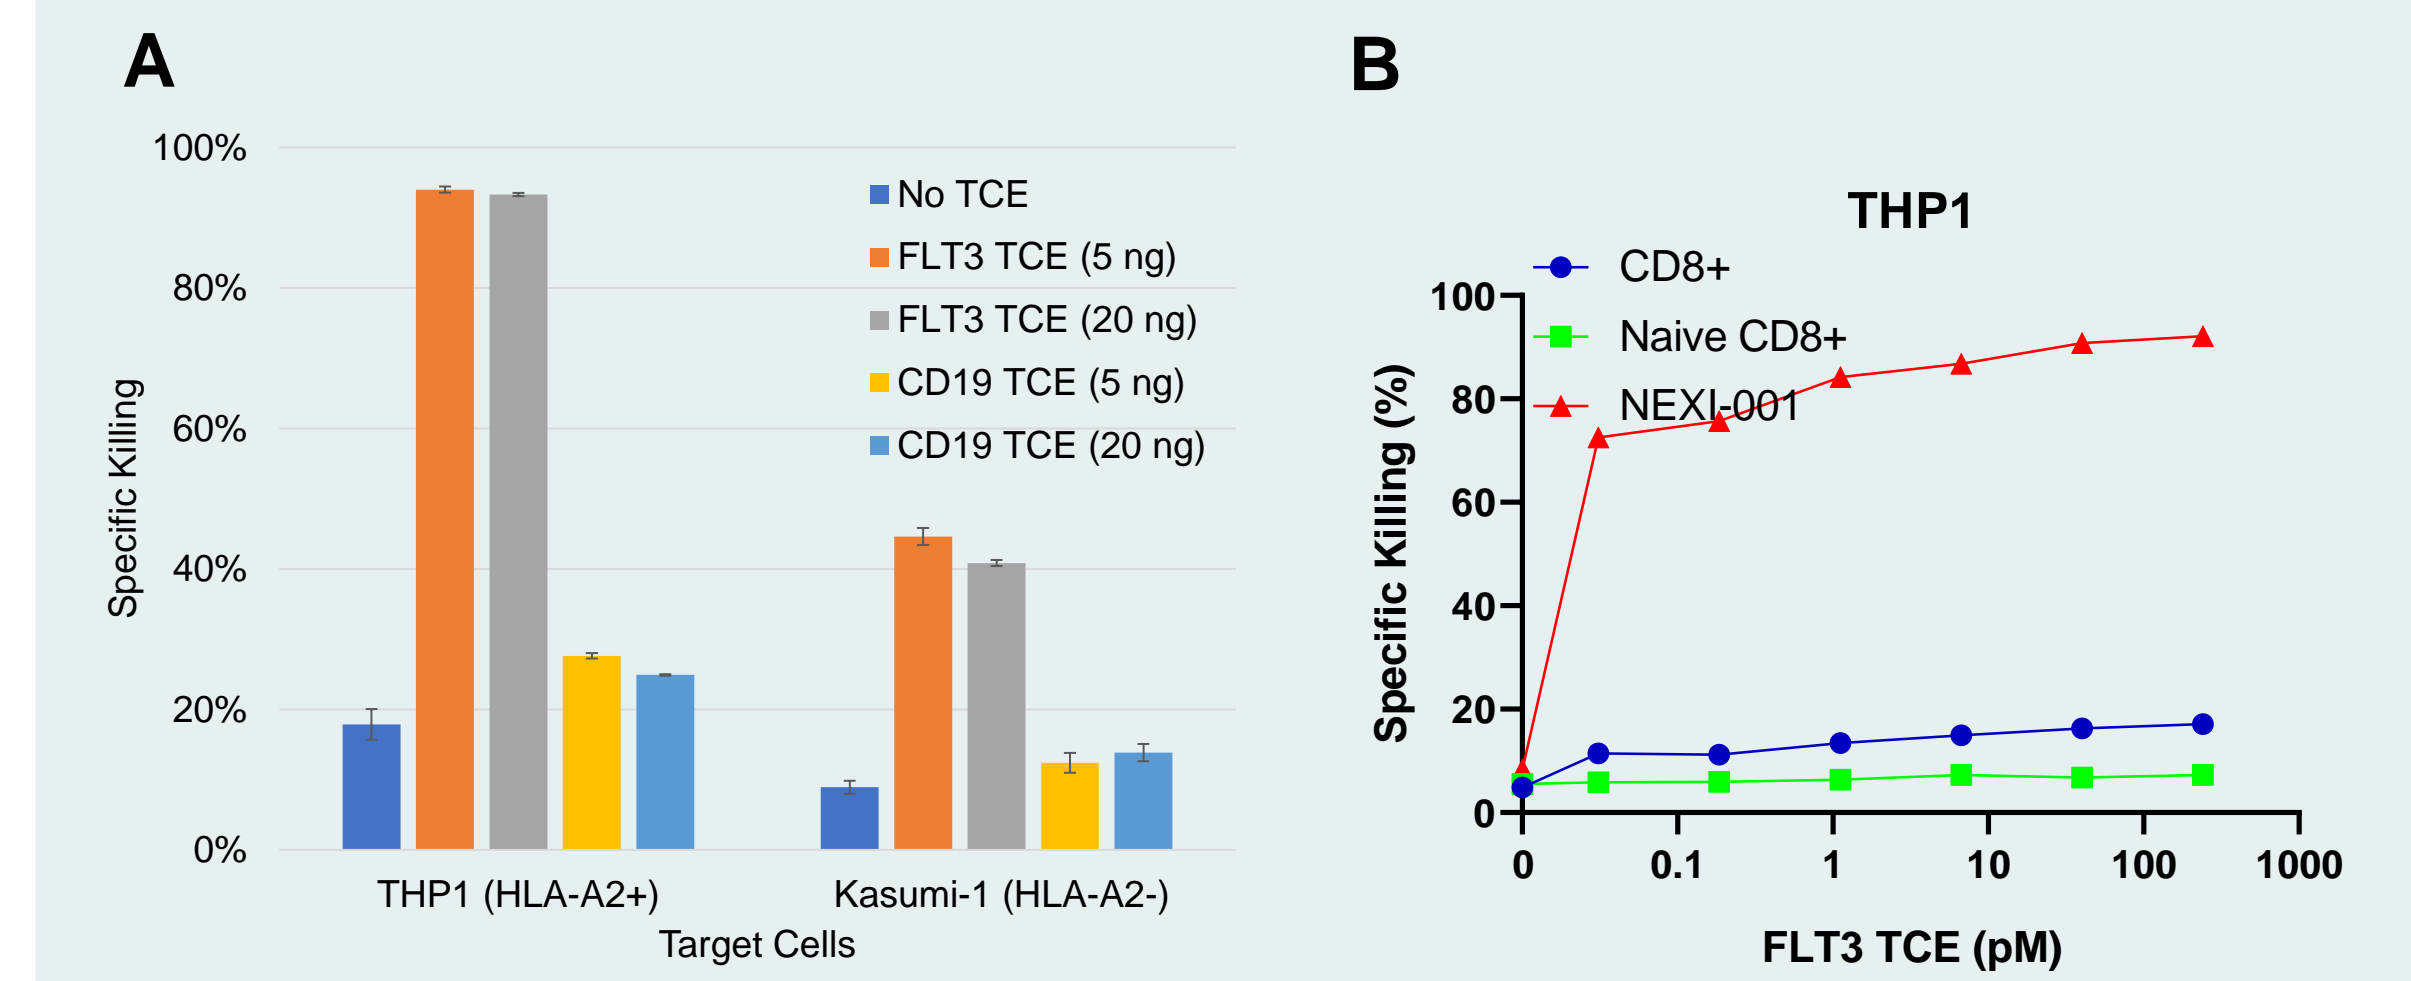 A
100%
80%
60%
40%
20%
0%
Specific Killing
No TCE
FLT3 TCE (5 ng)
FLT3 TCE (20 ng)
CD19 TCE (5 ng)
CD19 TCE (20 ng)
THP1 (HLA-A2+)
Kasumi-1 (HLA-A2-)
Target Cells
B
THP1
CD8+
Naive CD8+
NEXI-001
100
80
60
40
20
0
Specific Killing (%)
0
0.1
1
10
100
1000
FLT3 TCE (pM)